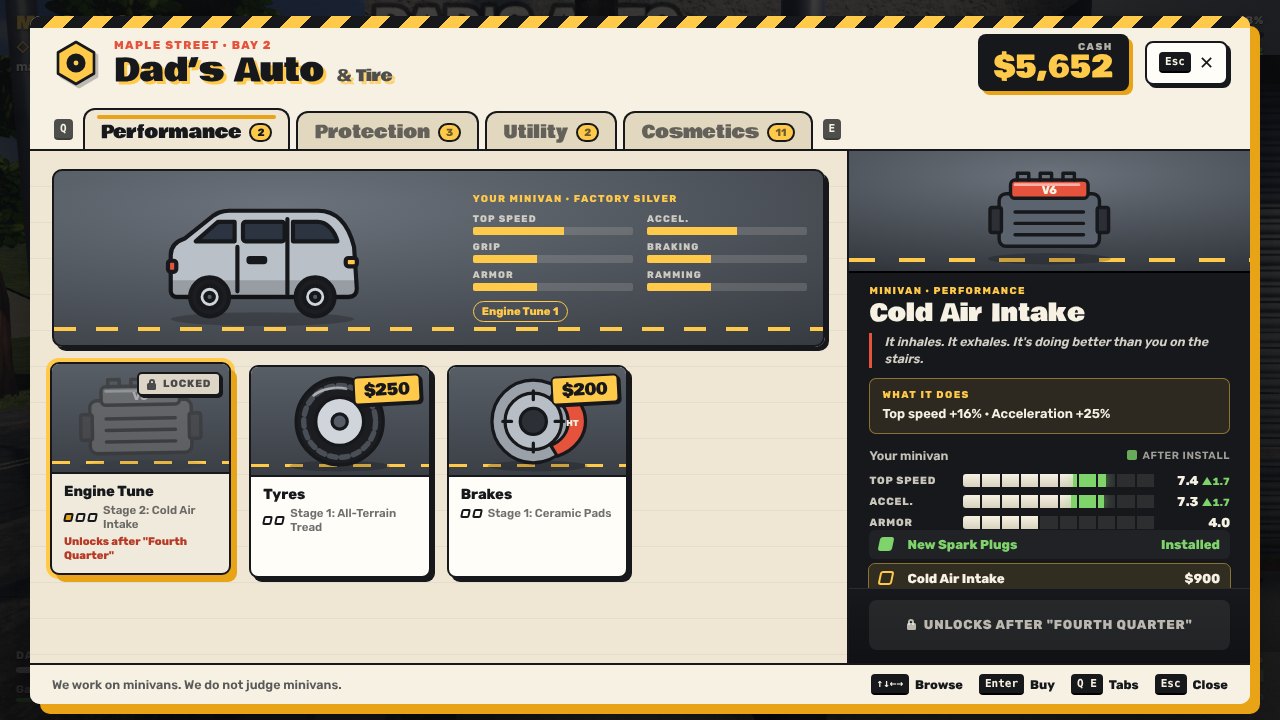 MAPLE STREET • BAY 2
Dad's Auto & Tire
CASH
$5,652
Esc ✕
Q
Performance 2
Protection 3
Utility 2
Cosmetics 11
E
YOUR MINIVAN • FACTORY SILVER
TOP SPEED
ACCEL.
GRIP
BRAKING
ARMOR
RAMMING
Engine Tune 1
LOCKED
Engine Tune
Stage 2: Cold Air
Intake
Unlocks after "Fourth
Quarter"
$250
Tyres
Stage 1: All-Terrain
Tread
$200
HT
Brakes
Stage 1: Ceramic Pads
V6
MINIVAN • PERFORMANCE
Cold Air Intake
It inhales. It exhales. It's doing better than you on the
stairs.
WHAT IT DOES
Top speed +16% • Acceleration +25%
Your minivan
AFTER INSTALL
TOP SPEED 7.4 ▲1.7
ACCEL. 7.3 ▲1.7
ARMOR 4.0
New Spark Plugs Installed
Cold Air Intake $900
UNLOCKS AFTER "FOURTH QUARTER"
We work on minivans. We do not judge minivans.
↑↓←→ Browse
Enter Buy
Q E Tabs
Esc Close